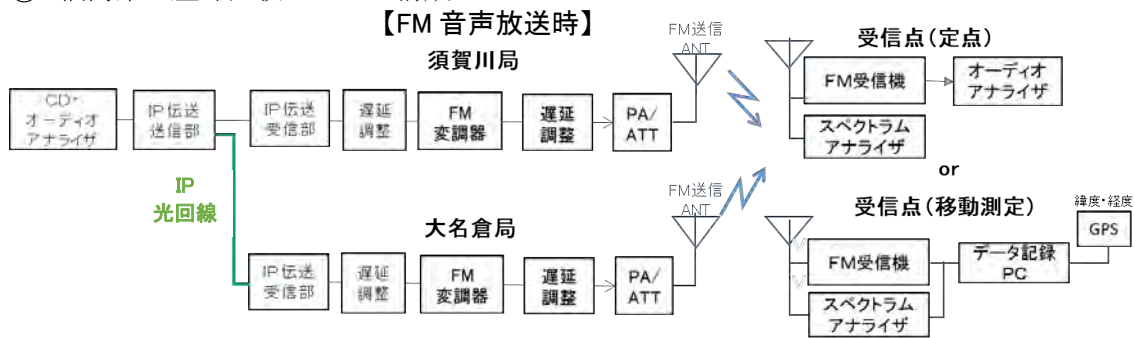 【FM 音声放送時】
須賀川局
CD・
オーディオ
アナライザ
IP伝送
送信部
IP伝送
受信部
遅延
調整
FM
変調器
遅延
調整
PA/
ATT
FM送信
ANT
IP
光回線
大名倉局
IP伝送
受信部
遅延
調整
FM
変調器
遅延
調整
PA/
ATT
FM送信
ANT
受信点(定点)
FM受信機
オーディオ
アナライザ
スペクトラム
アナライザ
or
受信点(移動測定)
緯度・経度
GPS
FM受信機
データ記録
PC
スペクトラム
アナライザ